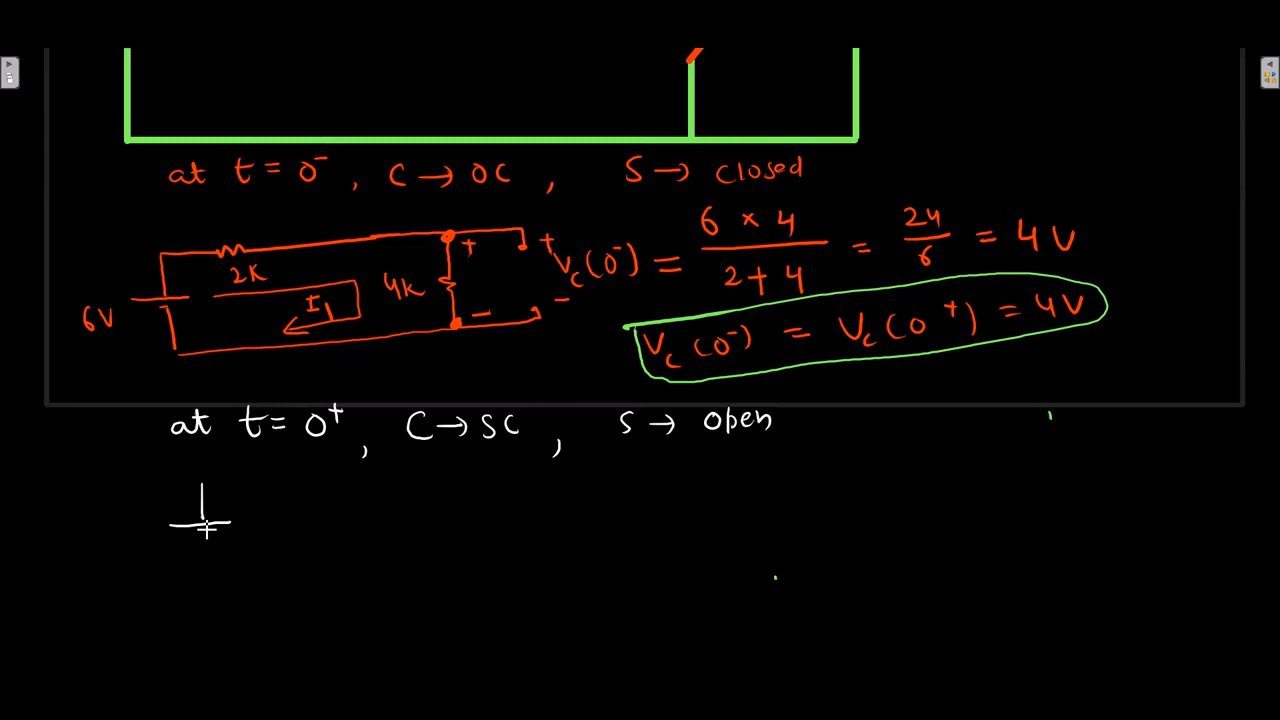 at t = 0⁻, C → OC, S → closed
6V 2K I₁ 4K + − + − Vc(0⁻) = 6 × 4 / 2 + 4 = 24 / 6 = 4V
Vc(0⁻) = Vc(0⁺) = 4V
at t = 0⁺, C → SC, S → open